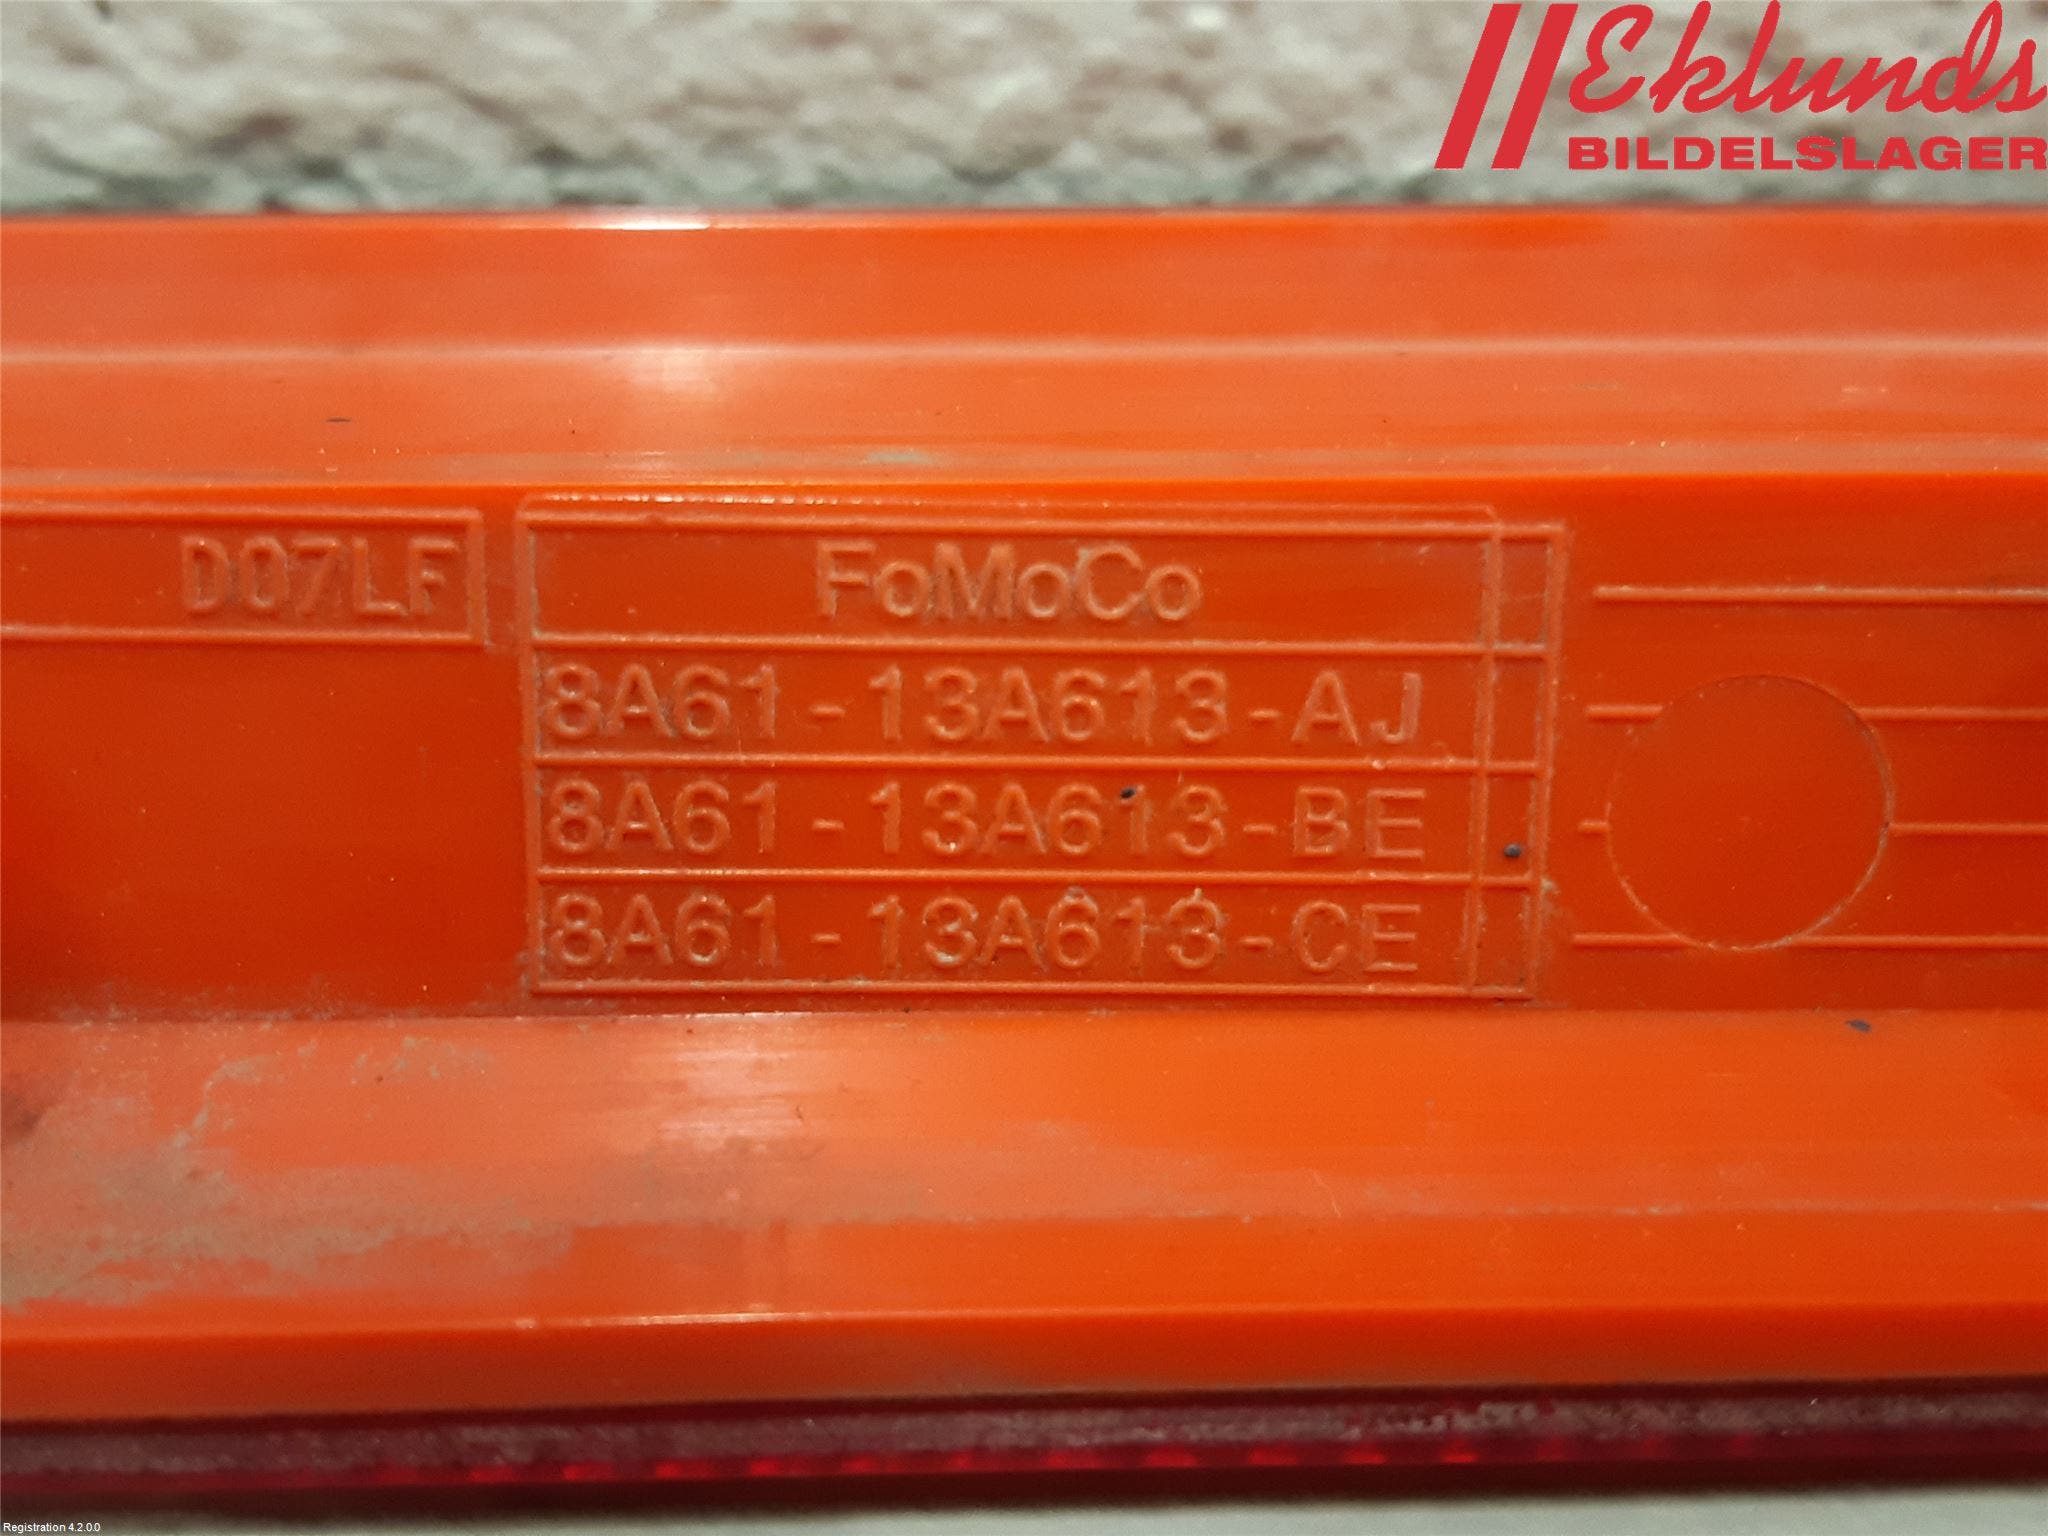 Eklunds
BILDELSLAGER
D07LF
FoMoCo
8A61-13A613-AJ
8A61-13A613-BE
8A61-13A613-CE
Registration 4.2.0.0